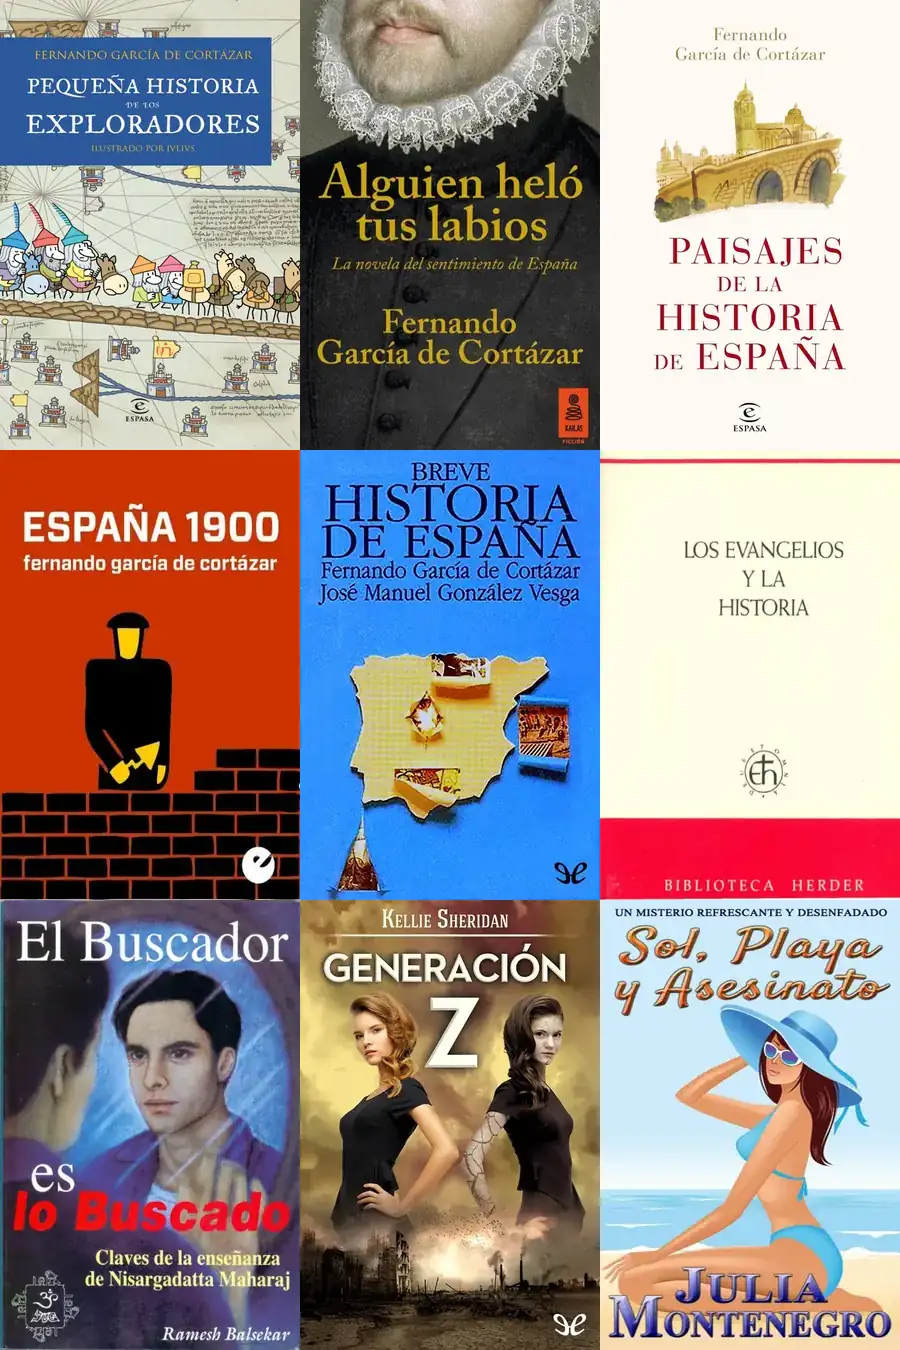 FERNANDO GARCÍA DE CORTÁZAR
PEQUEÑA HISTORIA
DE LOS
EXPLORADORES
ILUSTRADO POR JVLIVS
ESPASA
Alguien heló
tus labios
La novela del sentimiento de España
Fernando
García de Cortázar
KAILAS
FICCIÓN
Fernando
García de Cortázar
PAISAJES
DE LA
HISTORIA
DE ESPAÑA
ESPASA
ESPAÑA 1900
fernando garcía de cortázar
BREVE
HISTORIA
DE ESPAÑA
Fernando García de Cortázar
José Manuel González Vesga
LOS EVANGELIOS
Y LA
HISTORIA
BIBLIOTECA HERDER
El Buscador
es
lo Buscado
Claves de la enseñanza
de Nisargadatta Maharaj
Ramesh Balsekar
KELLIE SHERIDAN
GENERACIÓN
Z
UN MISTERIO REFRESCANTE Y DESENFADADO
Sol, Playa
y Asesinato
JULIA
MONTENEGRO